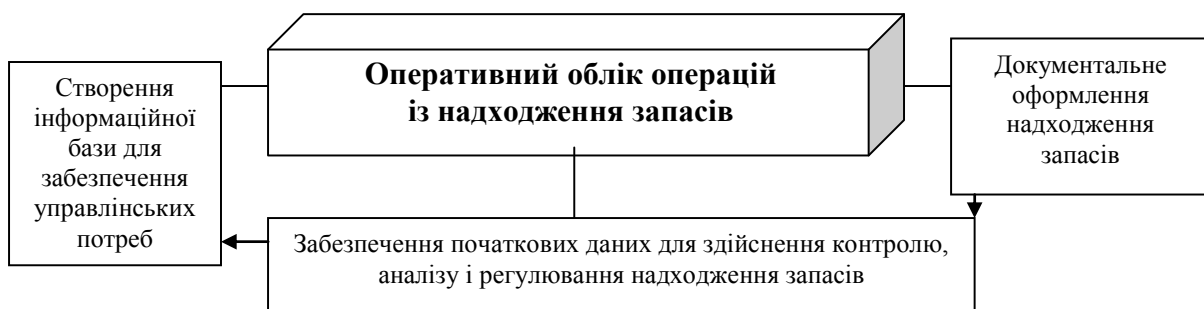 Оперативний облік операцій
із надходження запасів
Створення
інформаційної
бази для
забезпечення
управлінських
потреб
Документальне
оформлення
надходження
запасів
Забезпечення початкових даних для здійснення контролю,
аналізу і регулювання надходження запасів